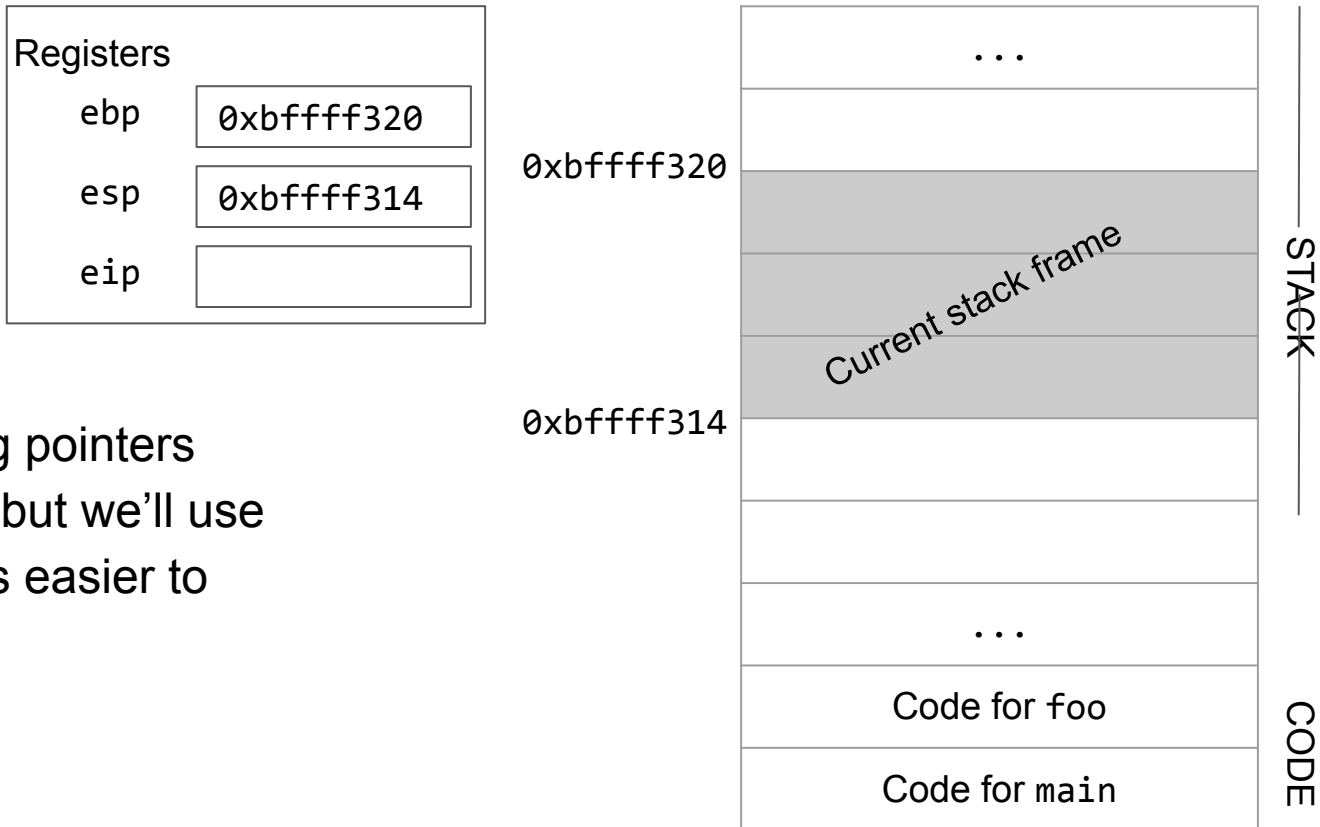 Registers
ebp 0xbffff320
esp 0xbffff314
eip
g pointers
but we’ll use
s easier to
0xbffff320
0xbffff314
...
Current stack frame
...
Code for foo
Code for main
STACK
CODE